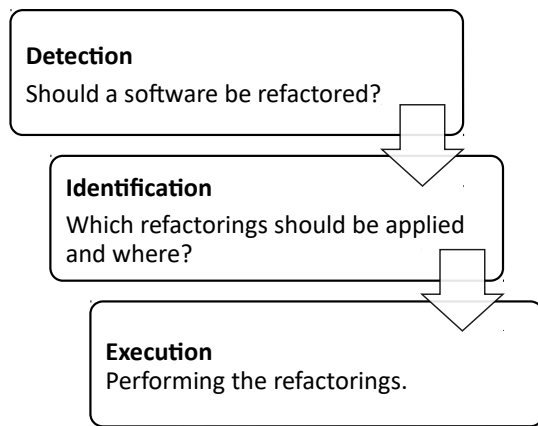 Detection
Should a software be refactored?
Identification
Which refactorings should be applied
and where?
Execution
Performing the refactorings.